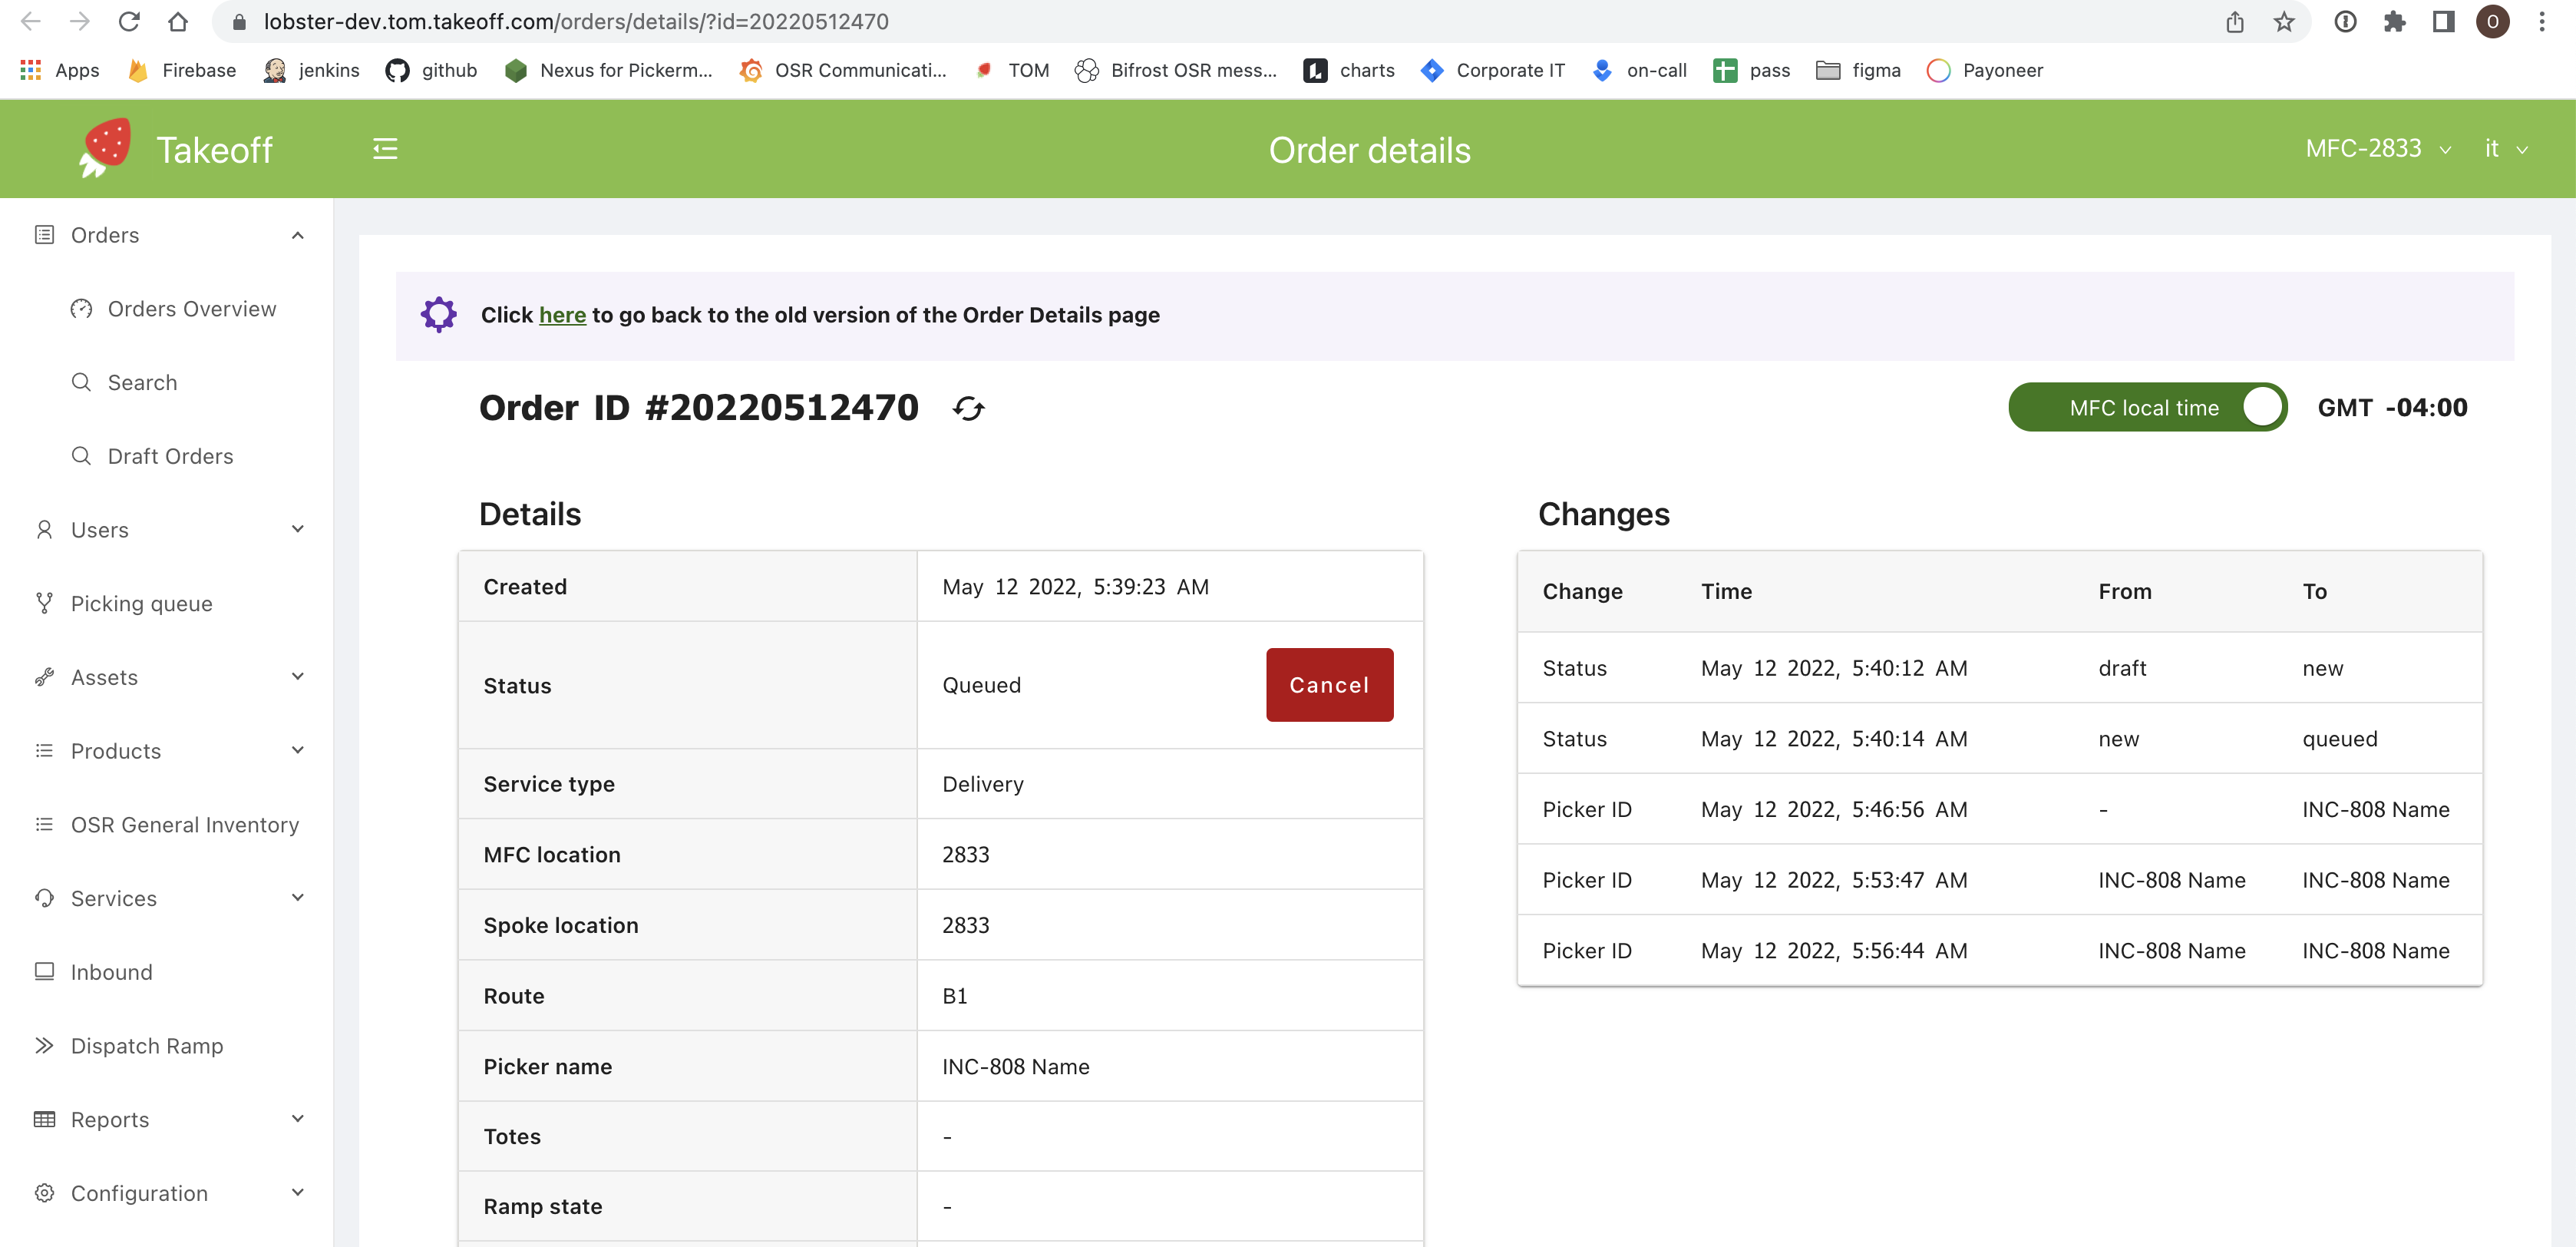 lobster-dev.tom.takeoff.com/orders/details/?id=20220512470
O
Apps Firebase jenkins github Nexus for Pickerm... OSR Communicati... TOM Bifrost OSR mess... charts Corporate IT on-call pass figma Payoneer
Takeoff Order details MFC-2833 it
Orders
Orders Overview
Search
Draft Orders
Users
Picking queue
Assets
Products
OSR General Inventory
Services
Inbound
Dispatch Ramp
Reports
Configuration
Click here to go back to the old version of the Order Details page
Order ID #20220512470 MFC local time GMT -04:00
Details
Created May 12 2022, 5:39:23 AM
Status Queued Cancel
Service type Delivery
MFC location 2833
Spoke location 2833
Route B1
Picker name INC-808 Name
Totes -
Ramp state -
Changes
Change Time From To
Status May 12 2022, 5:40:12 AM draft new
Status May 12 2022, 5:40:14 AM new queued
Picker ID May 12 2022, 5:46:56 AM - INC-808 Name
Picker ID May 12 2022, 5:53:47 AM INC-808 Name INC-808 Name
Picker ID May 12 2022, 5:56:44 AM INC-808 Name INC-808 Name